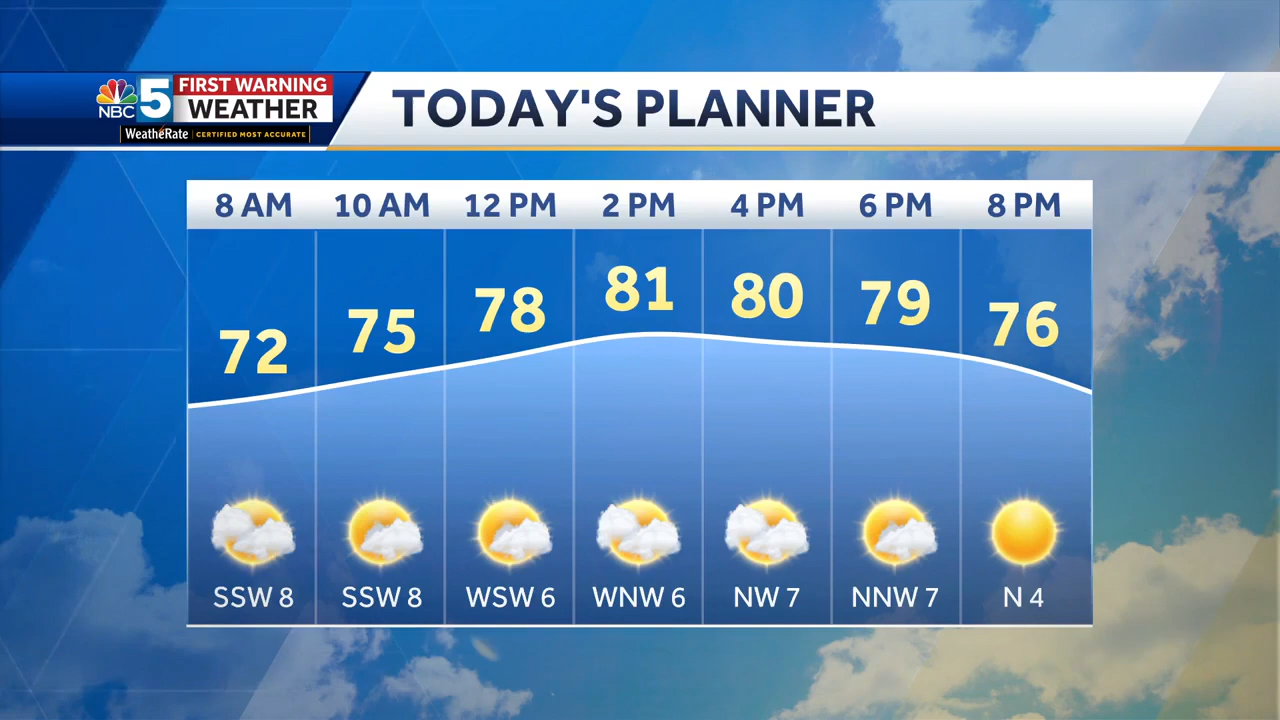 NBC 5 FIRST WARNING
WEATHER
WeatheRate | CERTIFIED MOST ACCURATE
TODAY'S PLANNER
8 AM 10 AM 12 PM 2 PM 4 PM 6 PM 8 PM
72 75 78 81 80 79 76
SSW 8 SSW 8 WSW 6 WNW 6 NW 7 NNW 7 N 4